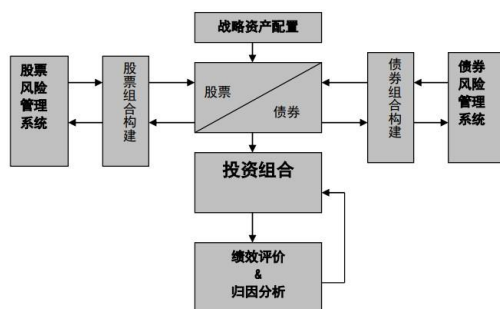 战略资产配置
股票
风险
管理
系统
股票组合构建
股票
债券
债券组合构建
债券
风险
管理
系统
投资组合
绩效评价
&
归因分析